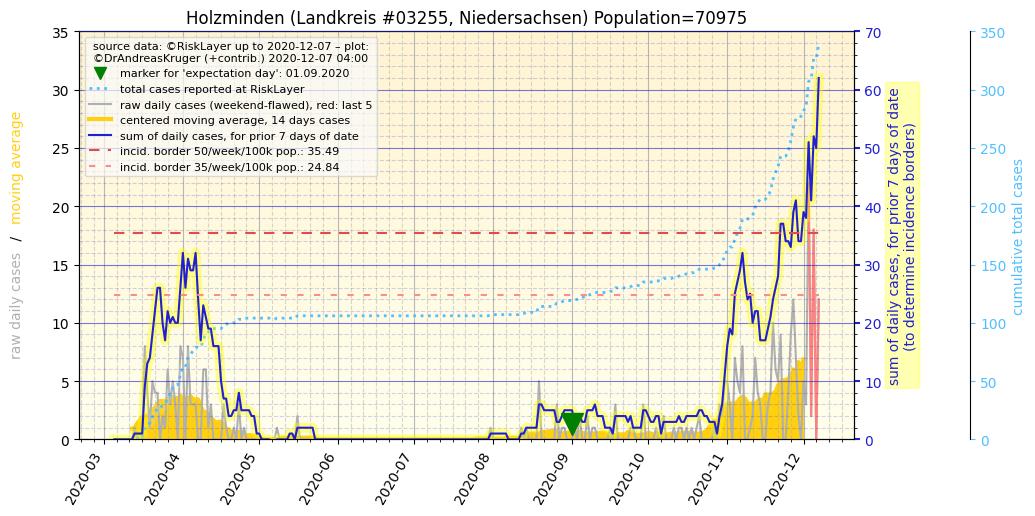 Holzminden (Landkreis #03255, Niedersachsen) Population=70975
source data: ©RiskLayer up to 2020-12-07 – plot:
©DrAndreasKruger (+contrib.) 2020-12-07 04:00
marker for 'expectation day': 01.09.2020
total cases reported at RiskLayer
raw daily cases (weekend-flawed), red: last 5
centered moving average, 14 days cases
sum of daily cases, for prior 7 days of date
incid. border 50/week/100k pop.: 35.49
incid. border 35/week/100k pop.: 24.84
raw daily cases / moving average
35
30
25
20
15
10
5
0
70
60
50
40
30
20
10
0
sum of daily cases, for prior 7 days of date
(to determine incidence borders)
350
300
250
200
150
100
50
0
cumulative total cases
2020-03
2020-04
2020-05
2020-06
2020-07
2020-08
2020-09
2020-10
2020-11
2020-12